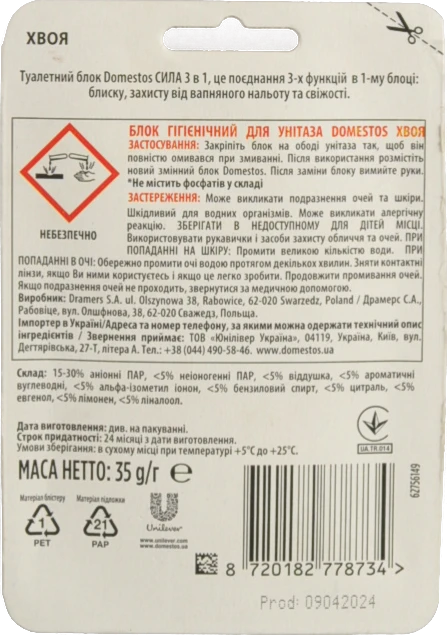 ХВОЯ
Туалетний блок Domestos СИЛА 3 в 1, це поєднання 3-х функцій в 1-му блоці:
блиску, захисту від вапняного нальоту та свіжості.
БЛОК ГІГІЄНІЧНИЙ ДЛЯ УНІТАЗА DOMESTOS ХВОЯ
ЗАСТОСУВАННЯ: Закріпіть блок на ободі унітаза так, щоб він
повністю омивався при змиванні. Після використання розмістіть
новий змінний блок Domestos. Після заміни блоку вимийте руки.
*Не містить фосфатів у складі
ЗАСТЕРЕЖЕННЯ: Може викликати подразнення очей та шкіри.
Шкідливий для водних організмів. Може викликати алергічну
реакцію. ЗБЕРІГАТИ В НЕДОСТУПНОМУ ДЛЯ ДІТЕЙ МІСЦІ.
НЕБЕЗПЕЧНО
Використовувати рукавички і засоби захисту обличчя та очей. ПРИ
ПОПАДАННІ НА ШКІРУ: Промити великою кількістю води. ПРИ
ПОПАДАННІ В ОЧІ: Обережно промити очі водою протягом декількох хвилин. Зняти контактні
лінзи, якщо Ви ними користуєтесь і якщо це легко зробити. Продовжити промивання очей.
Якщо подразнення очей не проходить, звернутися за медичною допомогою.
Виробник: Dramers S.A. ul. Olszynowa 38, Rabowice, 62-020 Swarzedz, Poland / Драмерс С.А.,
Рабовіце, вул. Олшфнова, 38, 62-020 Сважедз, Польща.
Імпортер в Україні/Адреса та номер телефону, за якими можна одержати технічний опис
інгредієнтів / Звернення приймає: ТОВ «Юнілівер Україна», 04119, Україна, Київ, вул.
Дегтярівська, 27-Т, літера А. Тел.: +38 (044) 490-58-46. www.domestos.ua
Склад: 15-30% аніонні ПАР, <5% неіоногенні ПАР, <5% віддушка, <5% ароматичні
вуглеводні, <5% альфа-ізометил іонон, <5% бензиловий спирт, <5% цитраль, <5%
евгенол, <5% лімонен, <5% ліналоол.
Дата виготовлення: див. на пакуванні.
Строк придатності: 24 місяці з дати виготовлення.
Умови зберігання: в сухому місці при температурі +5°С до +25°С.
UA.TR.014
МАСА НЕТТО: 35 g/г ℮
62756149
Матеріал блістеру
Матеріал підложки
1
PET
21
PAP
Unilever
www.unilever.com
www.domestos.ua
8 720182 778734 >
Prod: 09042024